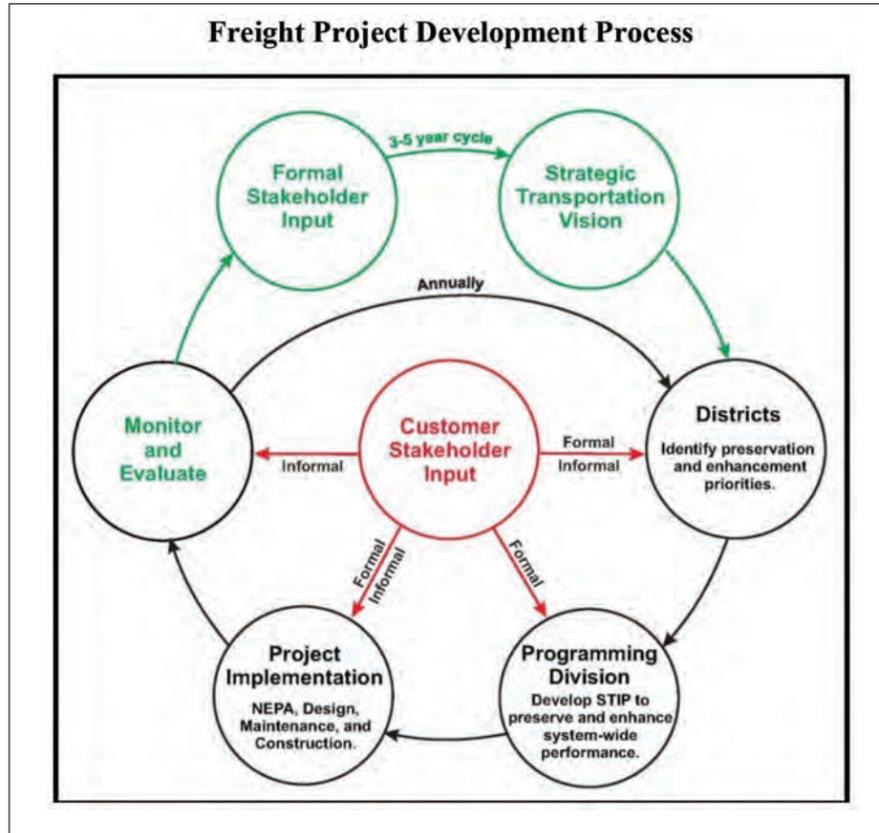 Freight Project Development Process
Formal
Stakeholder
Input
3-5 year cycle
Strategic
Transportation
Vision
Annually
Monitor
and
Evaluate
Informal
Customer
Stakeholder
Input
Formal
Informal
Districts
Identify preservation
and enhancement
priorities.
Formal
Informal
Formal
Project
Implementation
NEPA, Design,
Maintenance, and
Construction.
Programming
Division
Develop STIP to
preserve and enhance
system-wide
performance.